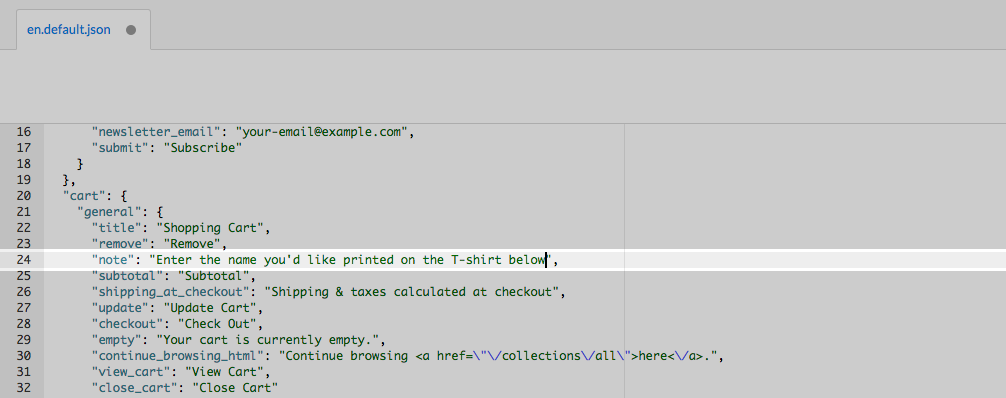 en.default.json
16 "newsletter_email": "your-email@example.com",
17 "submit": "Subscribe"
18 }
19 },
20 "cart": {
21 "general": {
22 "title": "Shopping Cart",
23 "remove": "Remove",
24 "note": "Enter the name you'd like printed on the T-shirt below",
25 "subtotal": "Subtotal",
26 "shipping_at_checkout": "Shipping & taxes calculated at checkout",
27 "update": "Update Cart",
28 "checkout": "Check Out",
29 "empty": "Your cart is currently empty.",
30 "continue_browsing_html": "Continue browsing <a href=\"\/collections\/all\">here<\/a>.",
31 "view_cart": "View Cart",
32 "close_cart": "Close Cart"